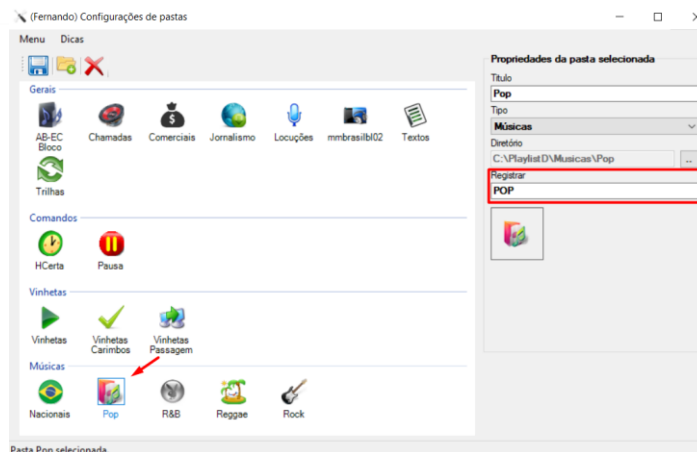 (Fernando) Configurações de pastas
Menu Dicas
Gerais
AB-EC Bloco
Chamadas
Comerciais
Jornalismo
Locuções
mmbrasilbl02
Textos
Trilhas
Comandos
HCerta
Pausa
Vinhetas
Vinhetas
Vinhetas Carimbos
Vinhetas Passagem
Músicas
Nacionais
Pop
R&B
Reggae
Rock
Propriedades da pasta selecionada
Titulo
Pop
Tipo
Músicas
Diretório
C:\PlaylistD\Musicas\Pop
..
Registrar
POP
Pasta Pop selecionada